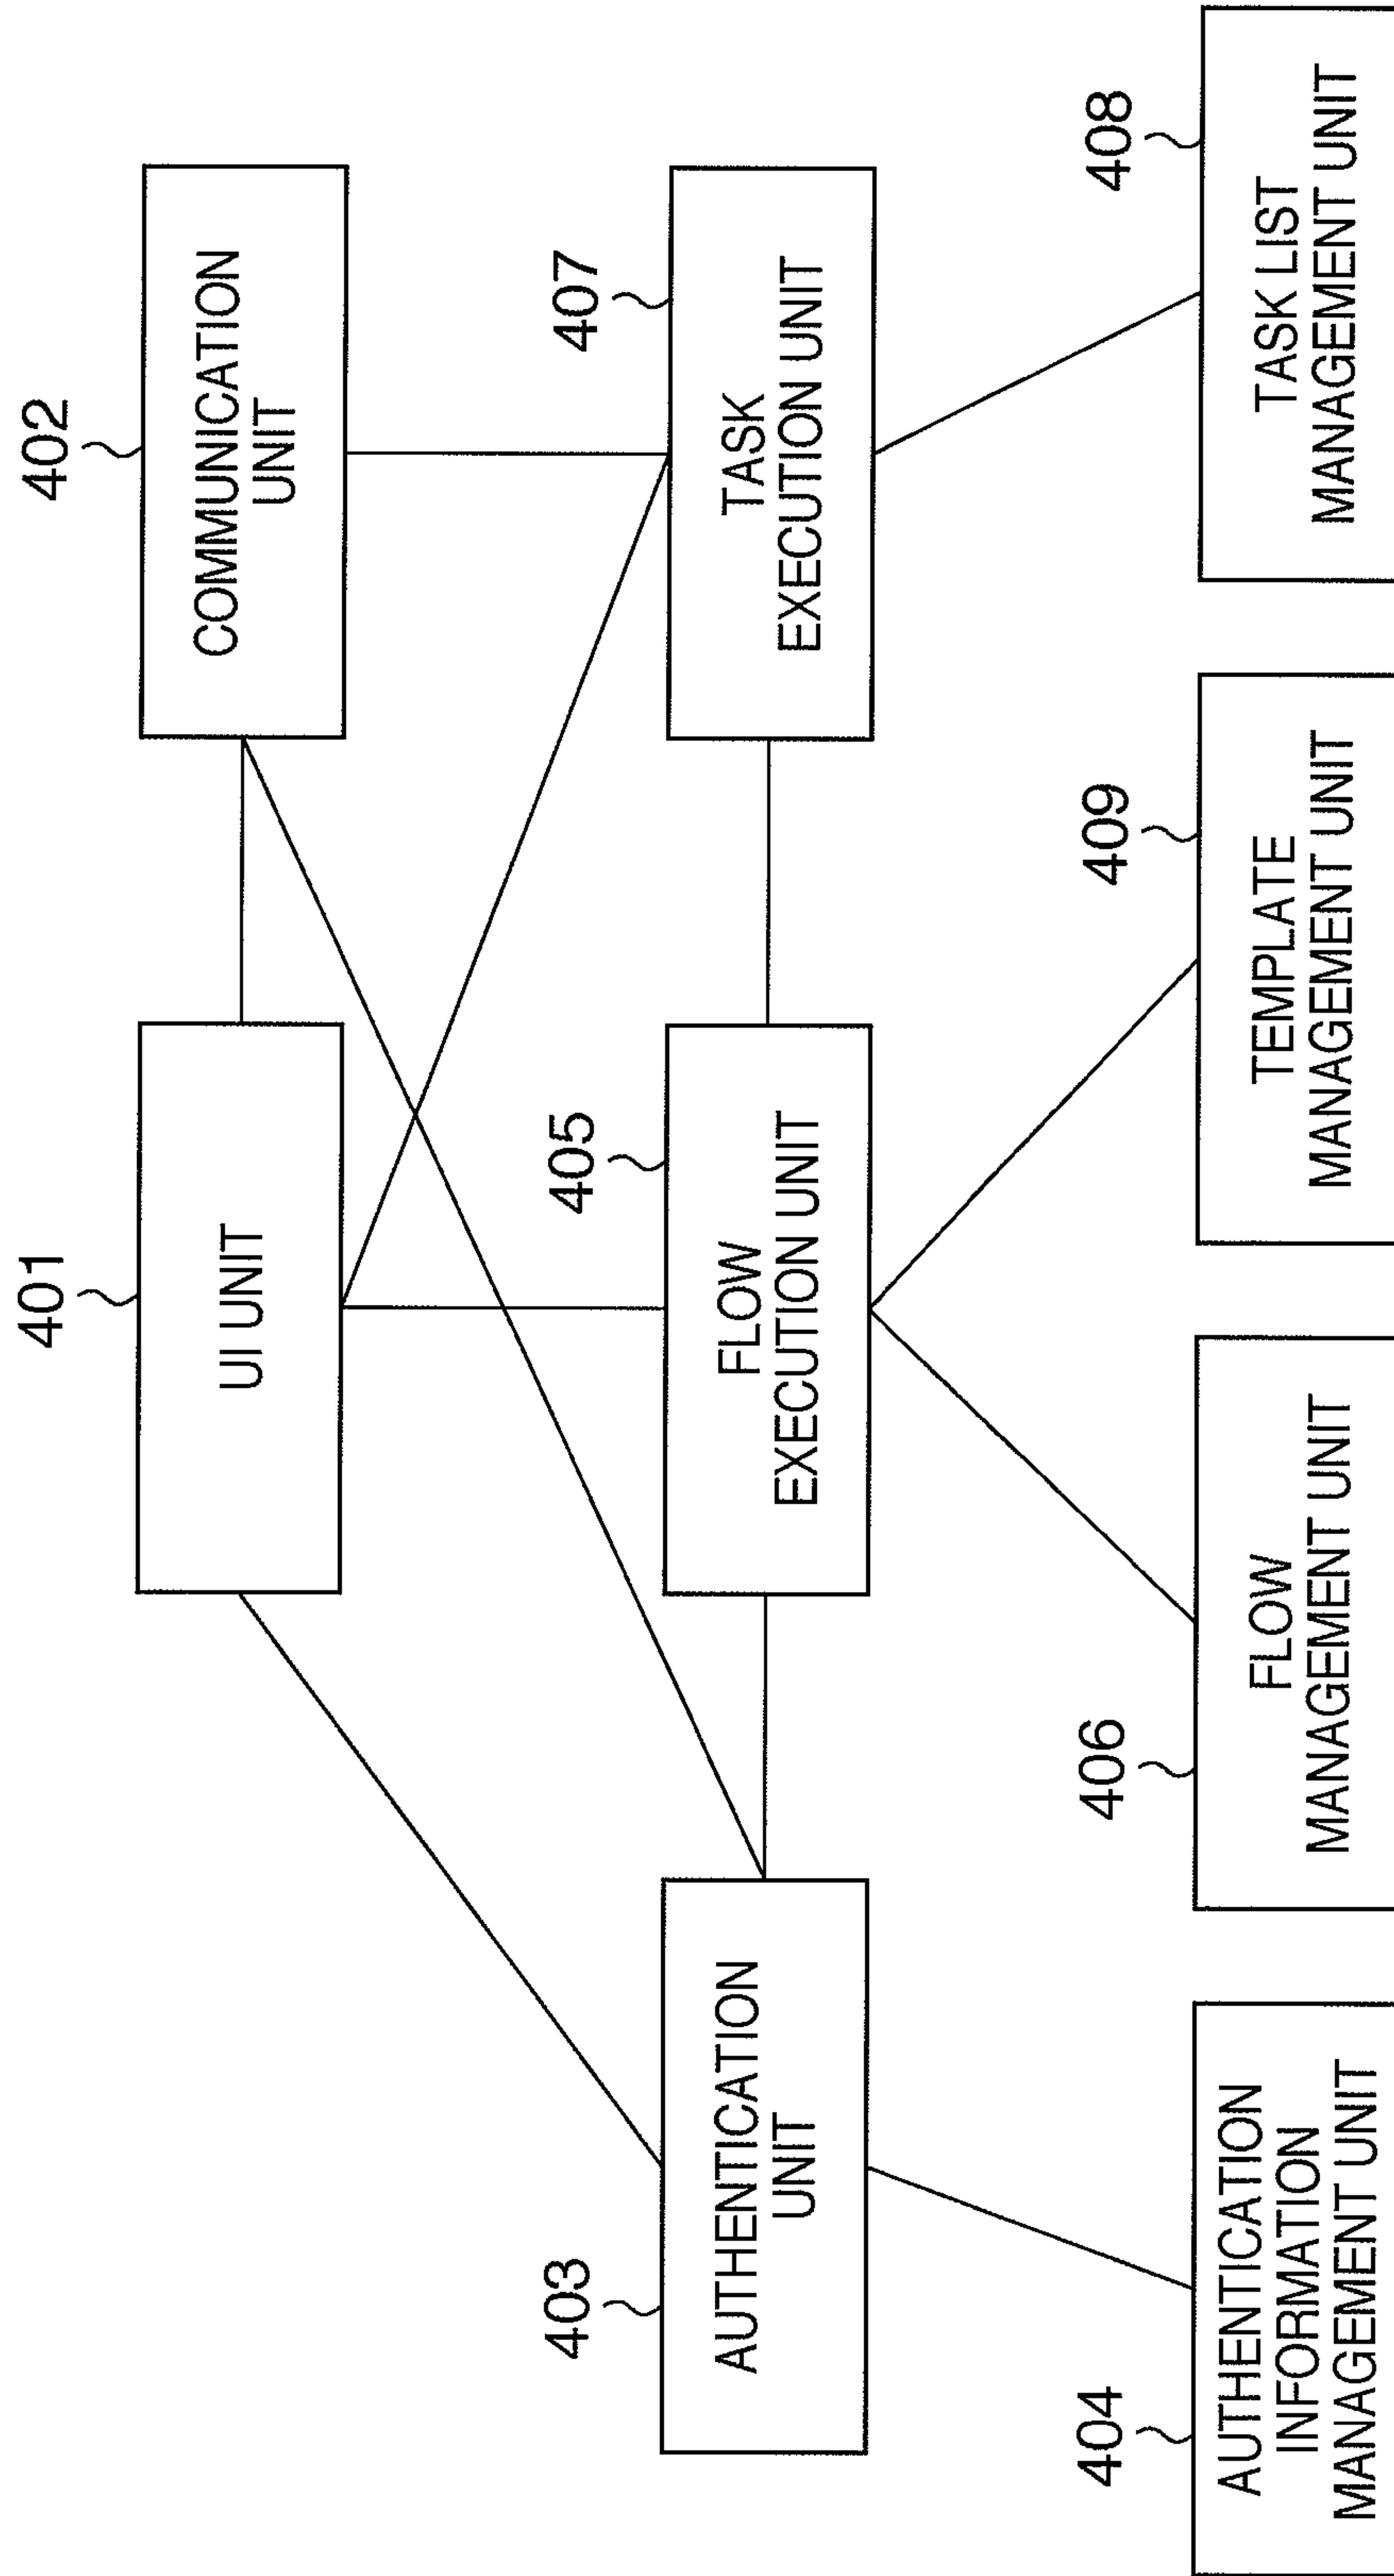 401
UI UNIT
402
COMMUNICATION
UNIT
403
AUTHENTICATION
UNIT
405
FLOW
EXECUTION UNIT
407
TASK
EXECUTION UNIT
404
AUTHENTICATION
INFORMATION
MANAGEMENT UNIT
406
FLOW
MANAGEMENT UNIT
409
TEMPLATE
MANAGEMENT UNIT
408
TASK LIST
MANAGEMENT UNIT